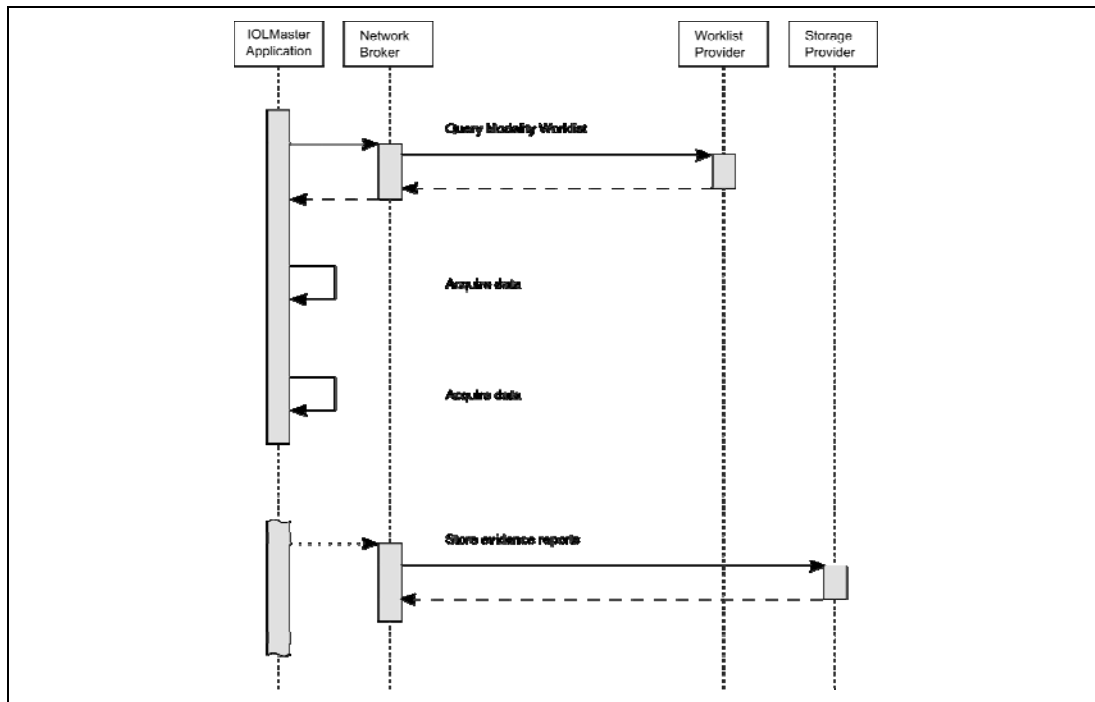 IOLMaster
Application
Network
Broker
Worklist
Provider
Storage
Provider
Query Modality Worklist
Acquire data
Acquire data
Store evidence reports